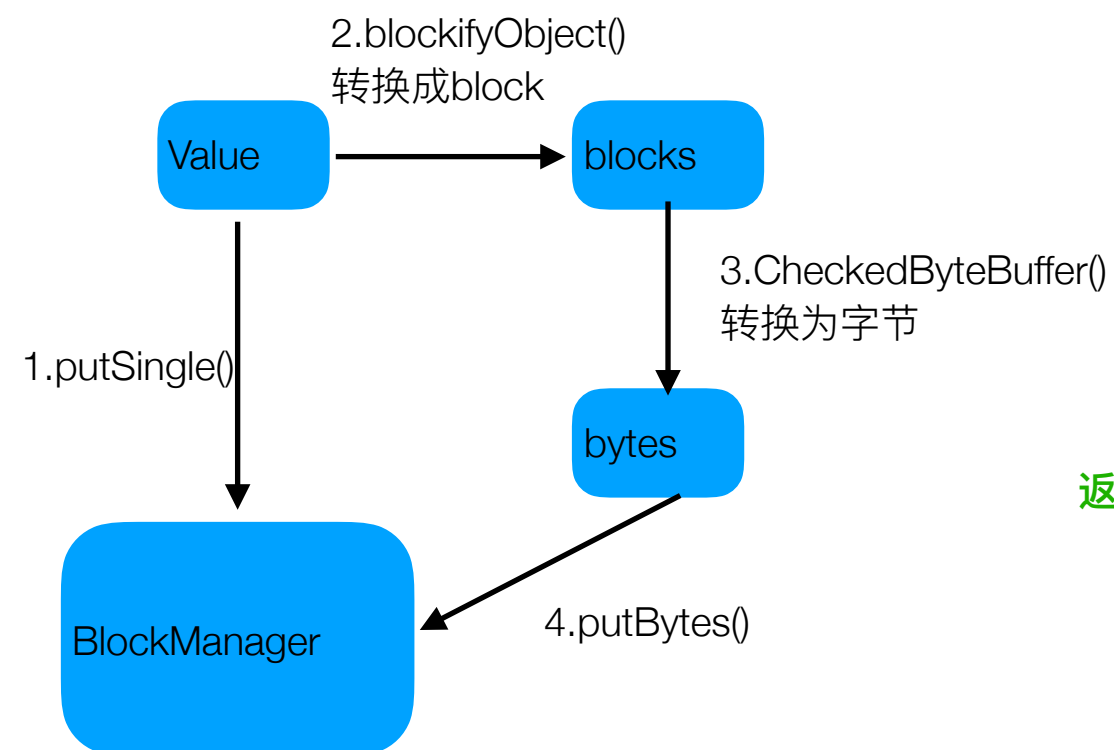 2.blockifyObject()
转换成block
Value
blocks
3.CheckedByteBuffer()
转换为字节
1.putSingle()
bytes
返
4.putBytes()
BlockManager